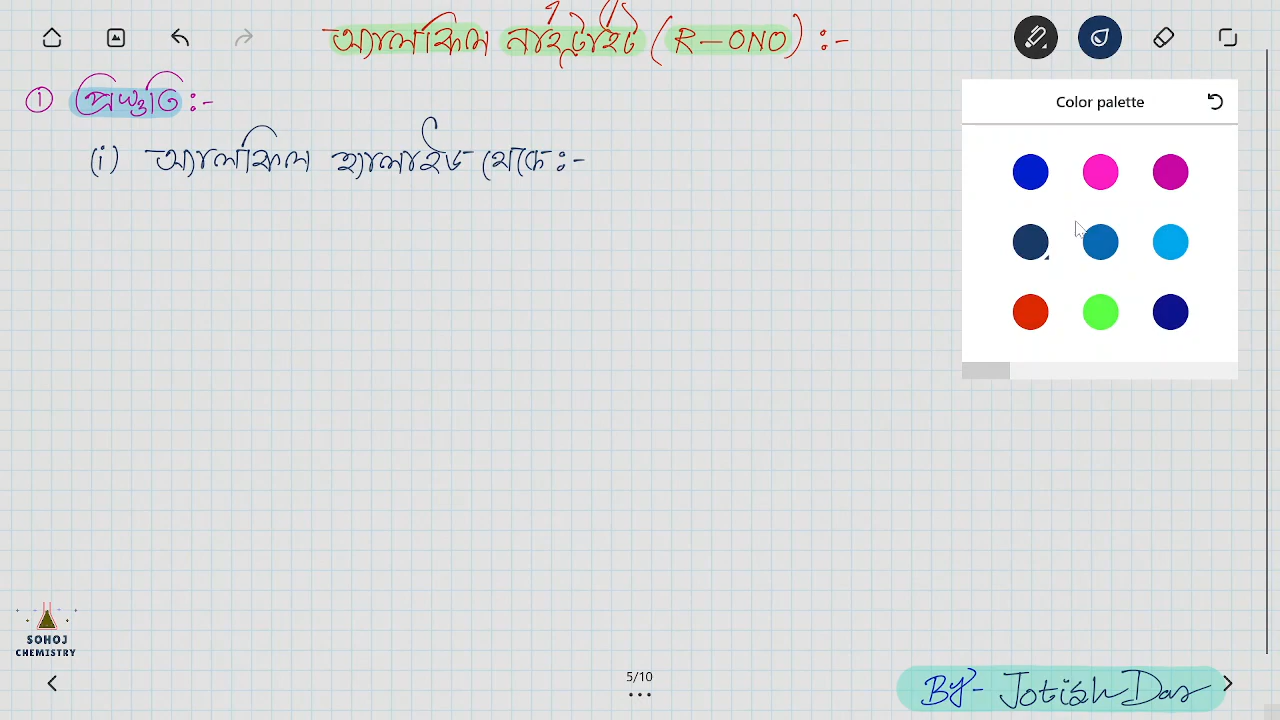 অ্যালকিল নাইট্রাইট (R-ONO) :-
① প্রস্তুতি :-
(i) অ্যালকিল হ্যালাইড থেকে :-
Color palette
SOHOJ
CHEMISTRY
5/10
BY- Jotish Das